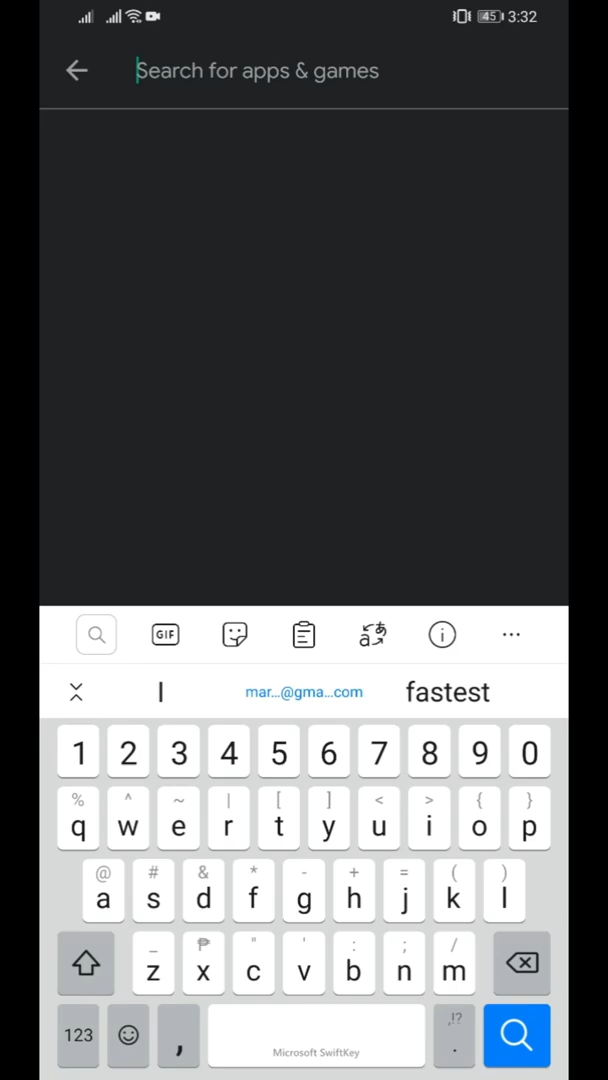 45 3:32
Search for apps & games
GIF
I mar...@gma...com fastest
1 2 3 4 5 6 7 8 9 0
% ^ ~ | [ ] < > { }
q w e r t y u i o p
@ # & * - + = ( )
a s d f g h j k l
_ ₱ " ' : ; /
z x c v b n m
123 , ,!? .
Microsoft SwiftKey